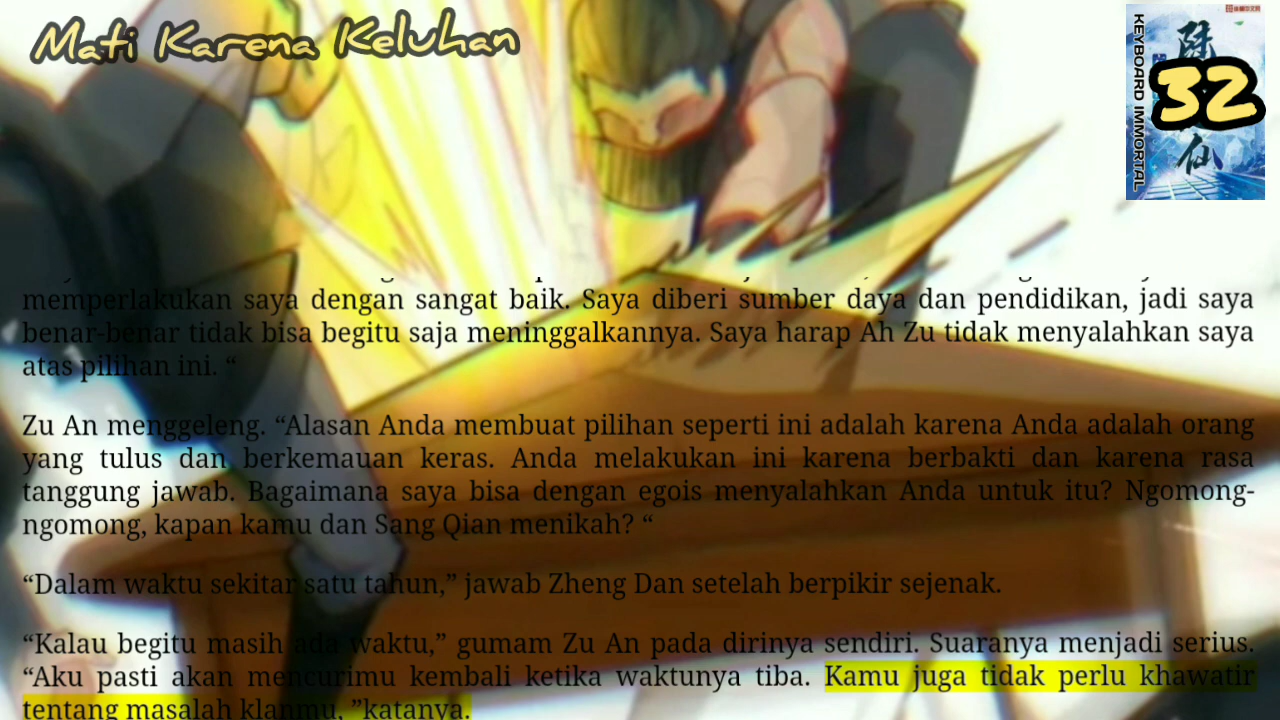 Mati Karena Keluhan
KEYBOARD IMMORTAL
陆
32
仙
memperlakukan saya dengan sangat baik. Saya diberi sumber daya dan pendidikan, jadi saya
benar-benar tidak bisa begitu saja meninggalkannya. Saya harap Ah Zu tidak menyalahkan saya
atas pilihan ini. “
Zu An menggeleng. “Alasan Anda membuat pilihan seperti ini adalah karena Anda adalah orang
yang tulus dan berkemauan keras. Anda melakukan ini karena berbakti dan karena rasa
tanggung jawab. Bagaimana saya bisa dengan egois menyalahkan Anda untuk itu? Ngomong-
ngomong, kapan kamu dan Sang Qian menikah? “
“Dalam waktu sekitar satu tahun,” jawab Zheng Dan setelah berpikir sejenak.
“Kalau begitu masih ada waktu,” gumam Zu An pada dirinya sendiri. Suaranya menjadi serius.
“Aku pasti akan mencurimu kembali ketika waktunya tiba. Kamu juga tidak perlu khawatir
tentang masalah klanmu, ”katanya.